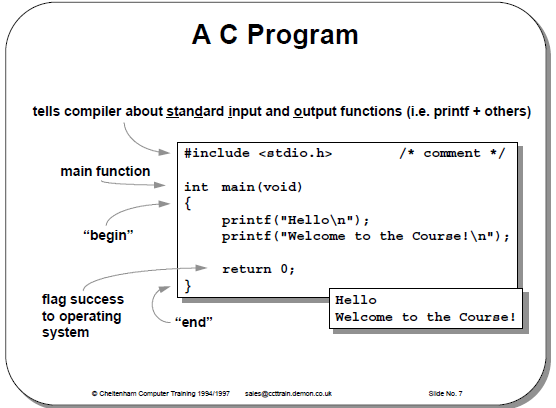 A C Program
tells compiler about standard input and output functions (i.e. printf + others)
#include <stdio.h> /* comment */
main function
int main(void)
{
“begin”
printf("Hello\n");
printf("Welcome to the Course!\n");
return 0;
}
flag success
to operating
system
“end”
Hello
Welcome to the Course!
© Cheltenham Computer Training 1994/1997 sales@ccttrain.demon.co.uk Slide No. 7